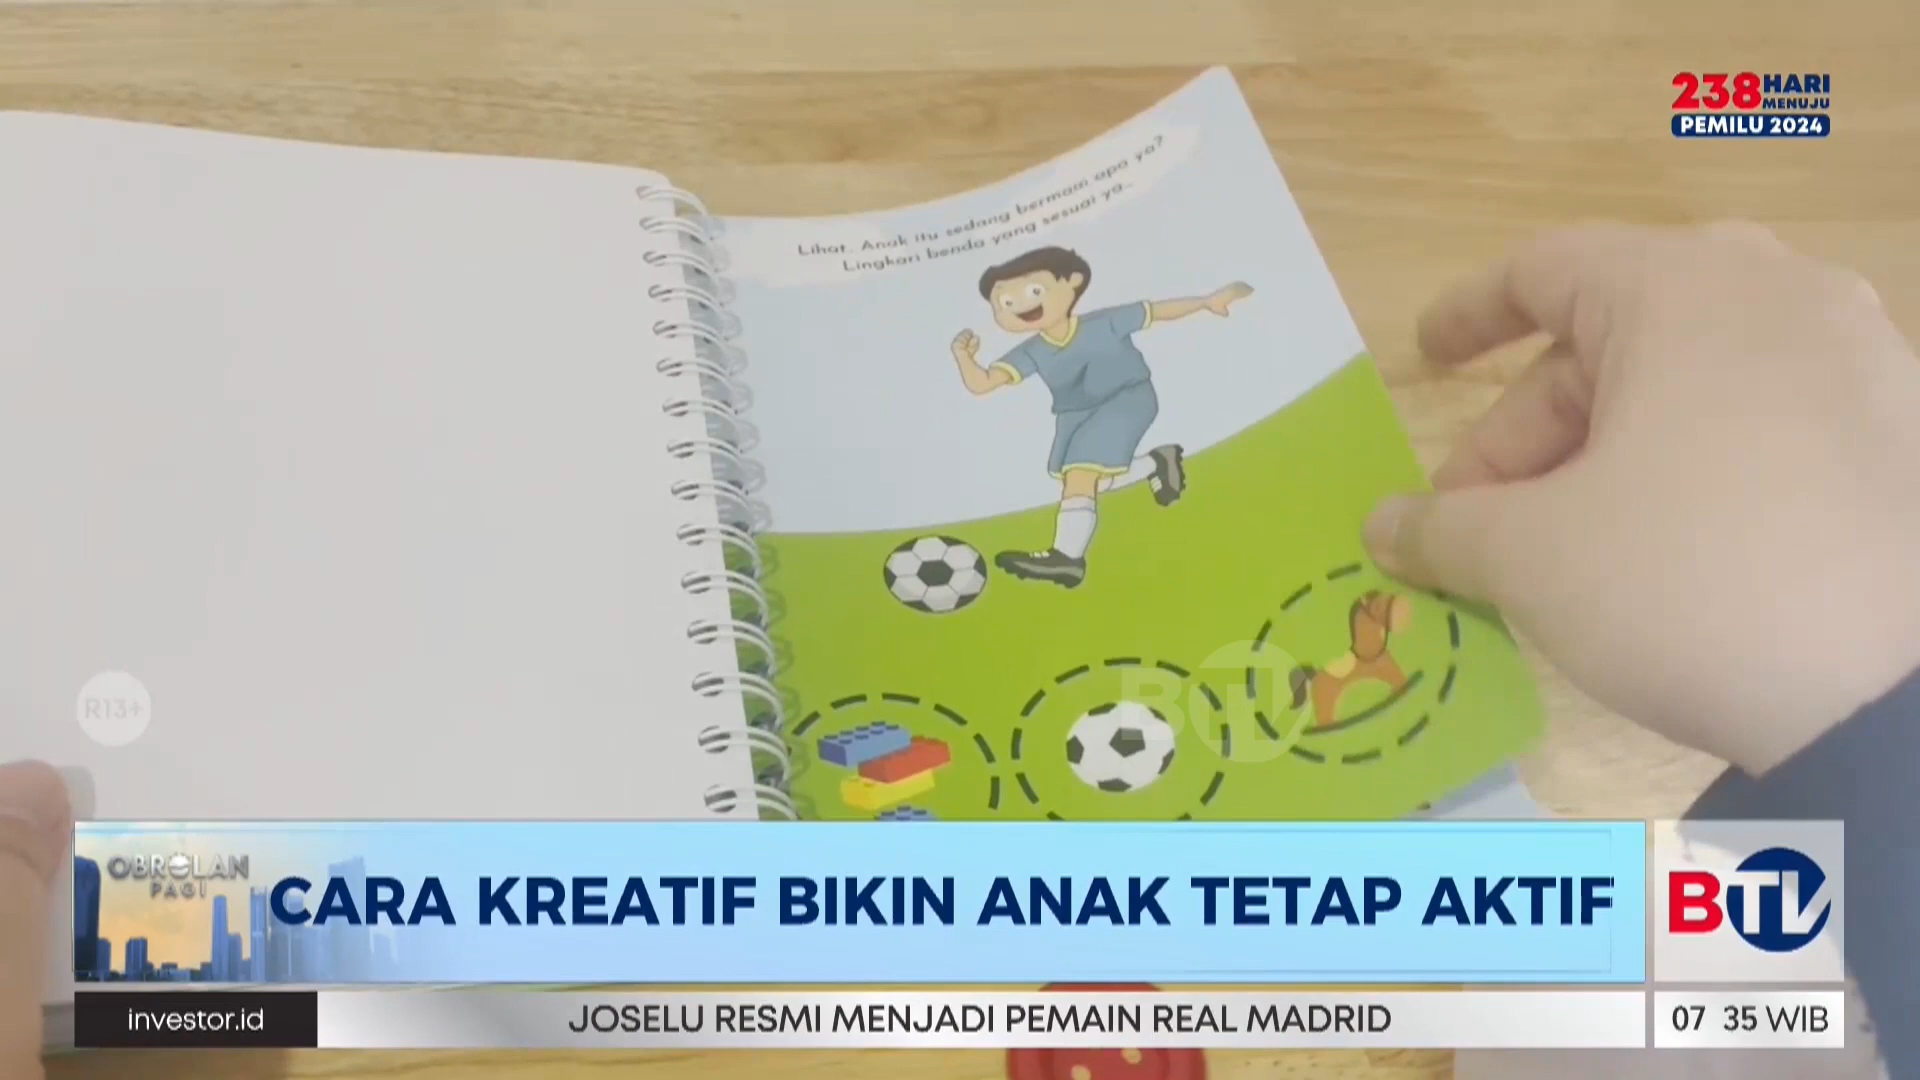 238 HARI
MENUJU
PEMILU 2024
Lihat.. Anak itu sedang bermain apa ya?
Lingkari benda yang sesuai ya...
R13+
BTV
OBROLAN
PAGI
CARA KREATIF BIKIN ANAK TETAP AKTIF
BTV
investor.id
JOSELU RESMI MENJADI PEMAIN REAL MADRID
07 35 WIB